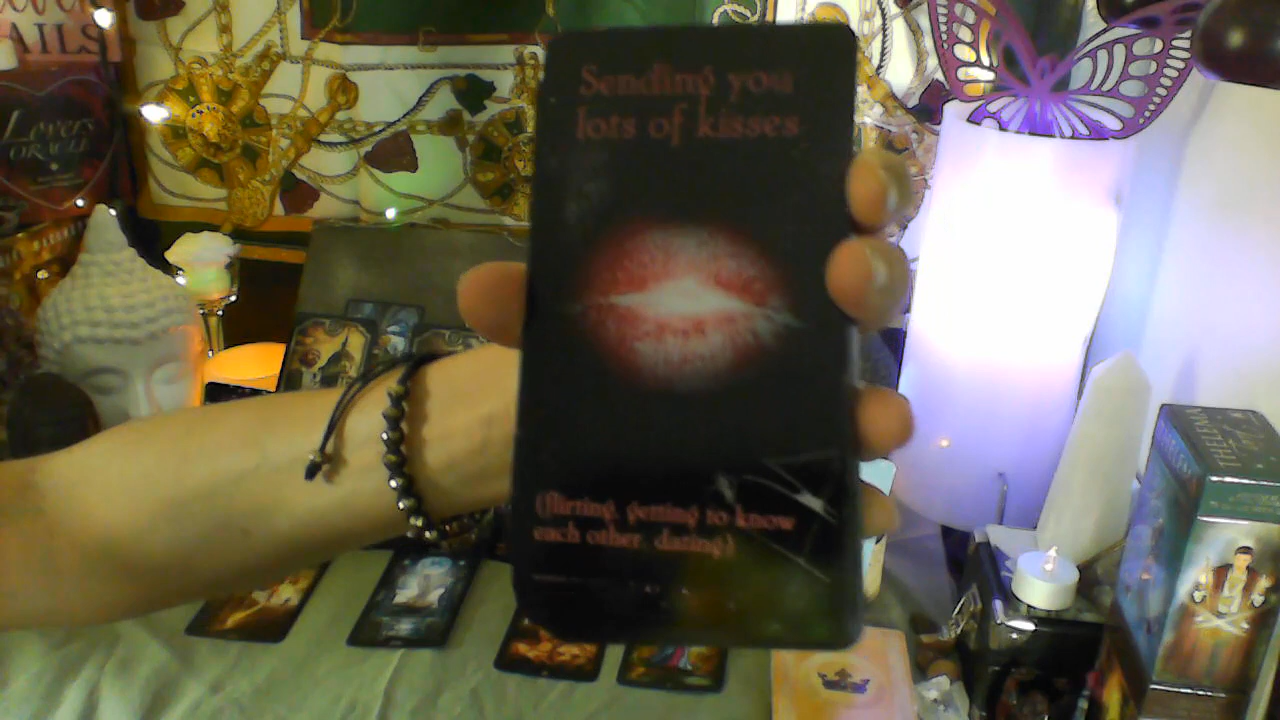 AILS
Lovers
ORACLE
Sending you
lots of kisses
(flirting, getting to know
each other, dating)
THELEMA